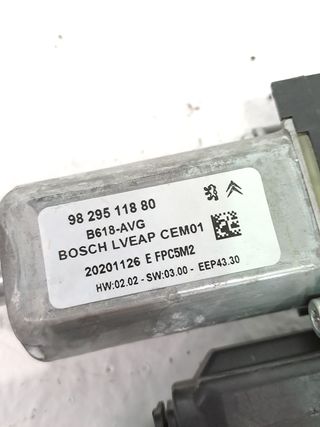 98 295 118 80
B618-AVG
BOSCH LVEAP CEM01
20201126 E FPC5M2
HW:02.02 - SW:03.00 - EEP43.30